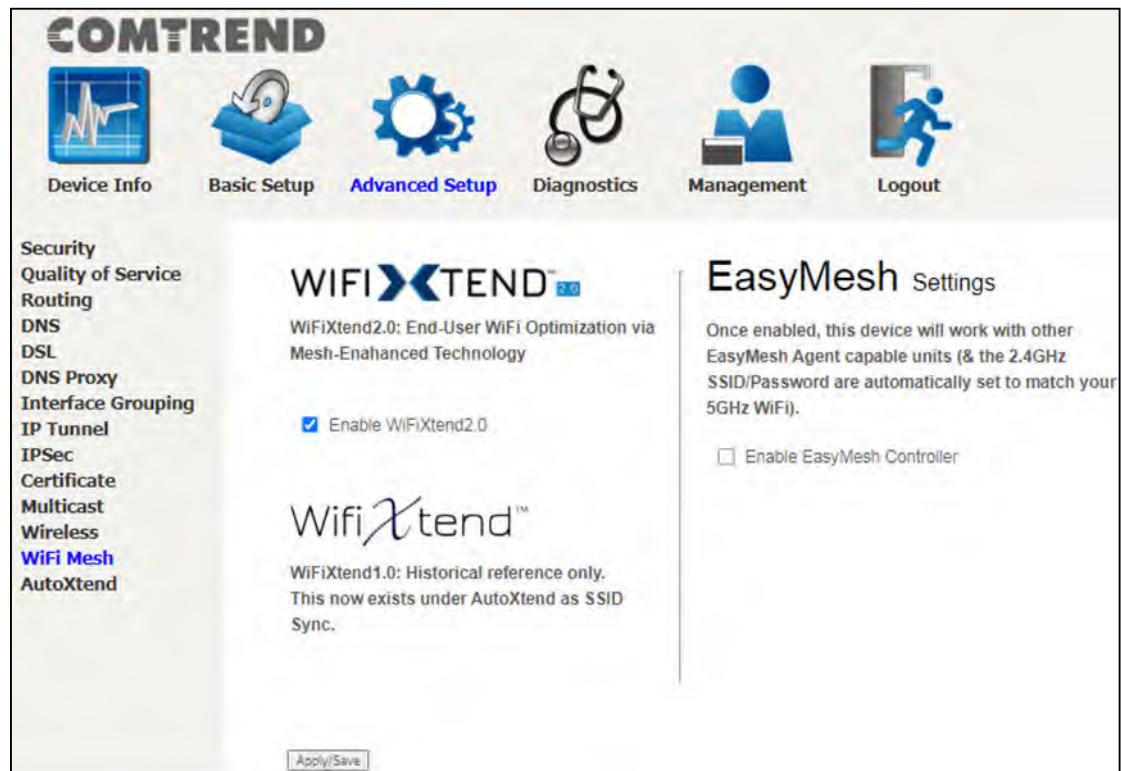 COMTREND
Device Info
Basic Setup
Advanced Setup
Diagnostics
Management
Logout
Security
Quality of Service
Routing
DNS
DSL
DNS Proxy
Interface Grouping
IP Tunnel
IPSec
Certificate
Multicast
Wireless
WiFi Mesh
AutoXtend
WIFI XTEND™ 2.0
WiFiXtend2.0: End-User WiFi Optimization via
Mesh-Enahanced Technology
Enable WiFiXtend2.0
Wifi Xtend™
WiFiXtend1.0: Historical reference only.
This now exists under AutoXtend as SSID
Sync.
Apply/Save
EasyMesh Settings
Once enabled, this device will work with other
EasyMesh Agent capable units (& the 2.4GHz
SSID/Password are automatically set to match your
5GHz WiFi).
Enable EasyMesh Controller